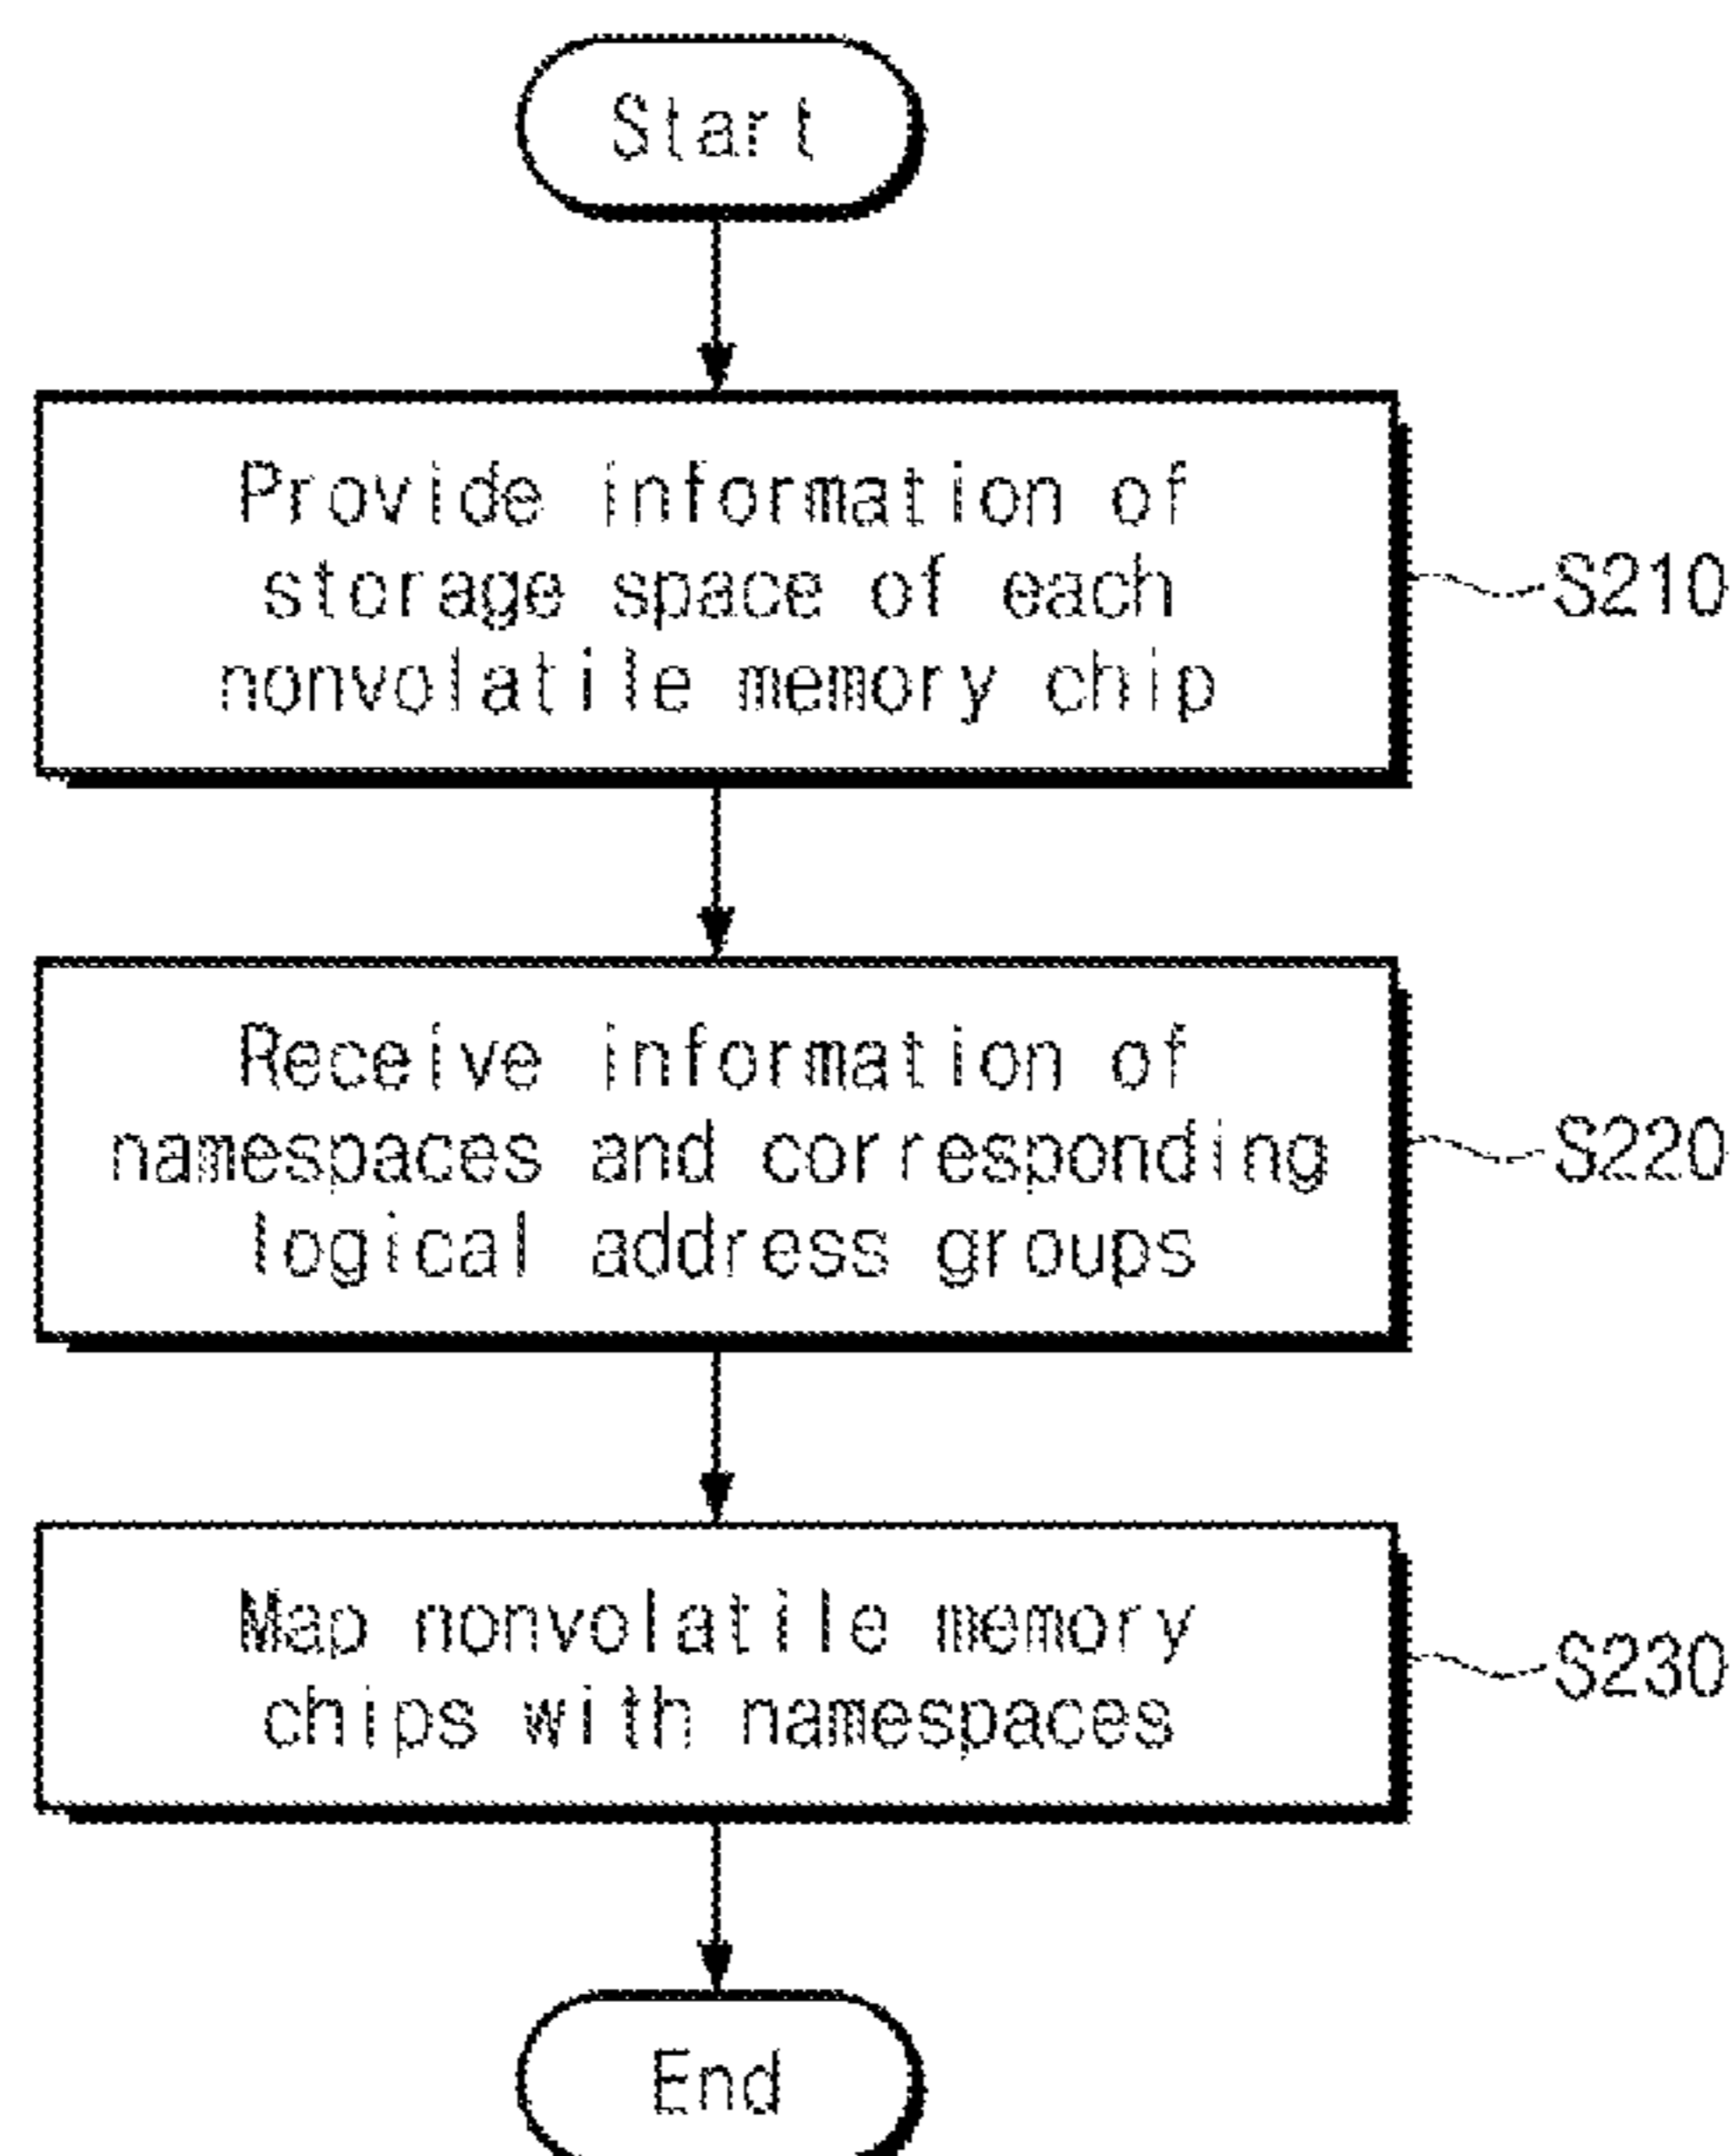 Start
Provide information of
storage space of each
nonvolatile memory chip
S210
Receive information of
namespaces and corresponding
logical address groups
S220
Map nonvolatile memory
chips with namespaces
S230
End